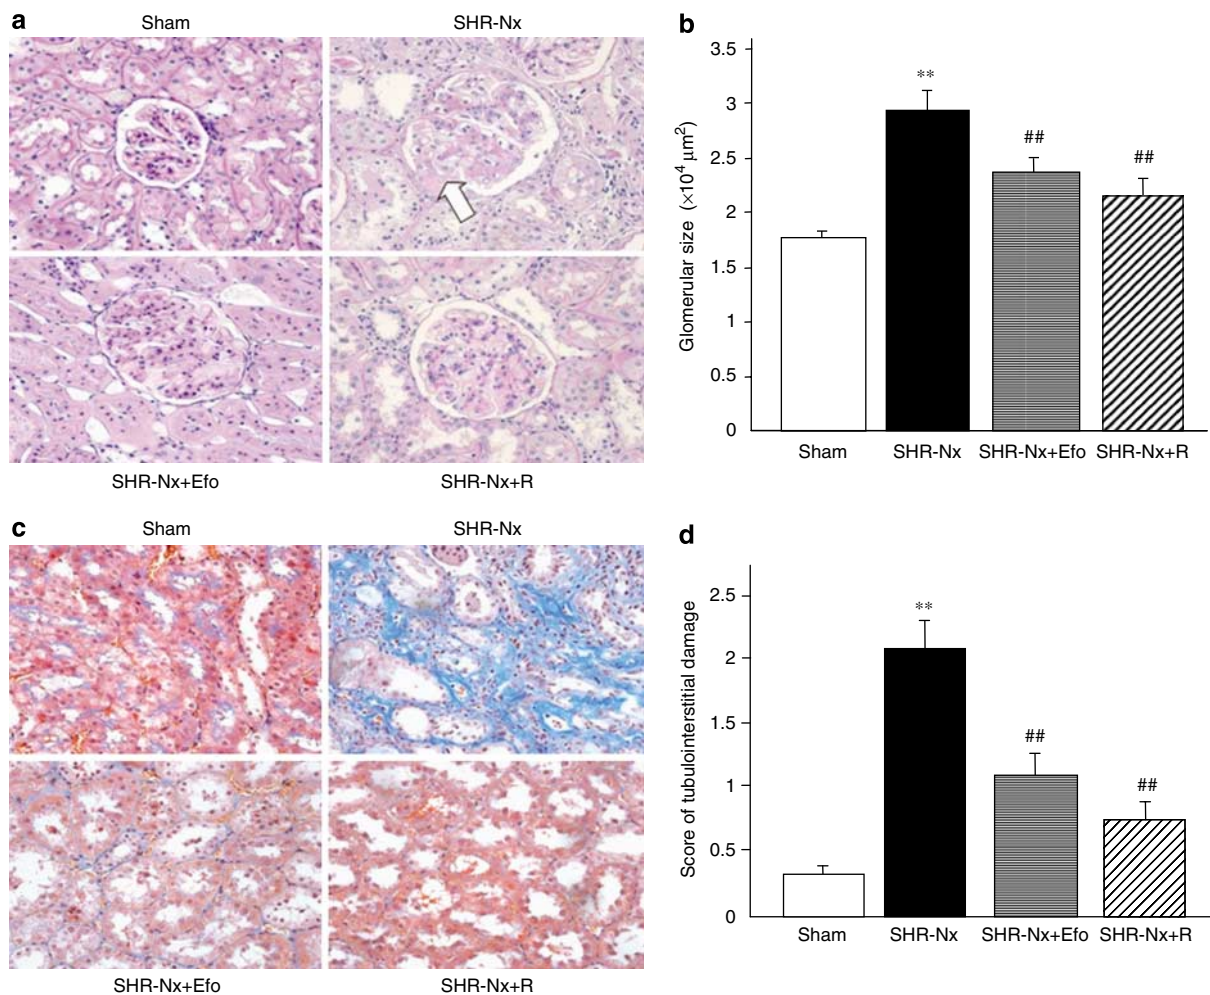 a
Sham
SHR-Nx
SHR-Nx+Efo
SHR-Nx+R
b
Glomerular size (×10⁴ μm²)
3.5
3
2.5
2
1.5
1
0.5
0
**
##
##
Sham
SHR-Nx
SHR-Nx+Efo
SHR-Nx+R
c
Sham
SHR-Nx
SHR-Nx+Efo
SHR-Nx+R
d
Score of tubulointerstitial damage
2.5
2
1.5
1
0.5
0
**
##
##
Sham
SHR-Nx
SHR-Nx+Efo
SHR-Nx+R